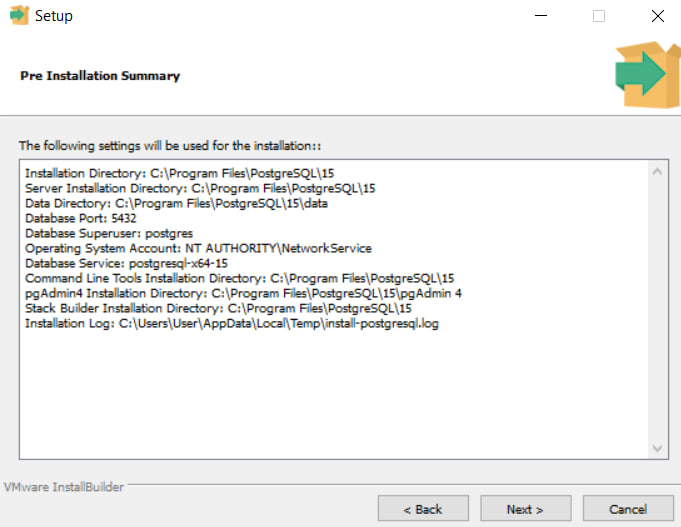 Setup
Pre Installation Summary
The following settings will be used for the installation::
Installation Directory: C:\Program Files\PostgreSQL\15
Server Installation Directory: C:\Program Files\PostgreSQL\15
Data Directory: C:\Program Files\PostgreSQL\15\data
Database Port: 5432
Database Superuser: postgres
Operating System Account: NT AUTHORITY\NetworkService
Database Service: postgresql-x64-15
Command Line Tools Installation Directory: C:\Program Files\PostgreSQL\15
pgAdmin4 Installation Directory: C:\Program Files\PostgreSQL\15\pgAdmin 4
Stack Builder Installation Directory: C:\Program Files\PostgreSQL\15
Installation Log: C:\Users\User\AppData\Local\Temp\install-postgresql.log
VMware InstallBuilder
< Back Next > Cancel